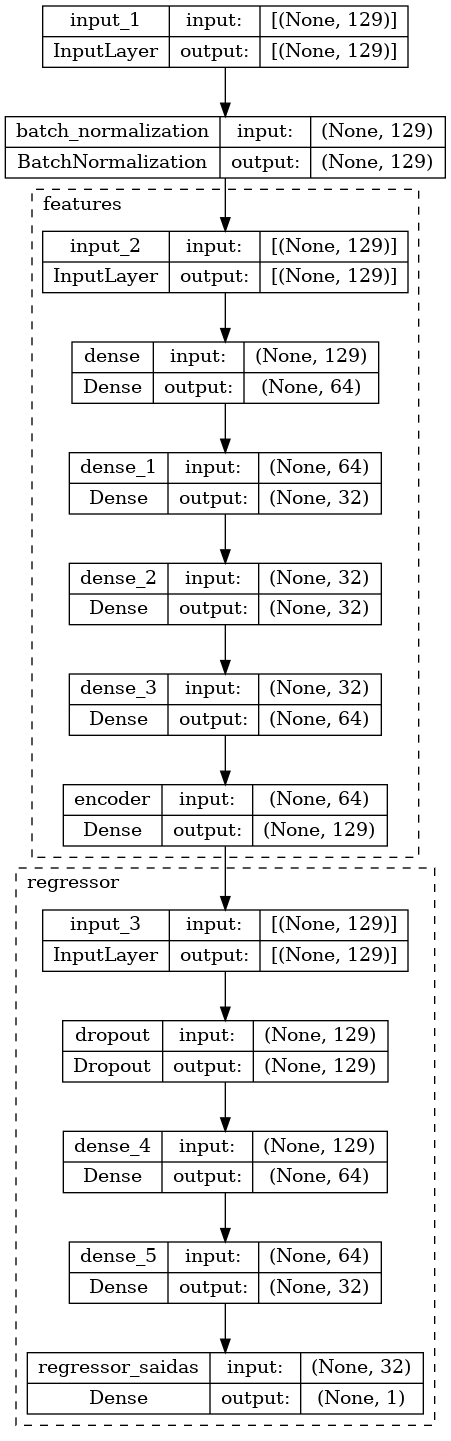 input_1 input: [(None, 129)]
InputLayer output: [(None, 129)]
batch_normalization input: (None, 129)
BatchNormalization output: (None, 129)
features
input_2 input: [(None, 129)]
InputLayer output: [(None, 129)]
dense input: (None, 129)
Dense output: (None, 64)
dense_1 input: (None, 64)
Dense output: (None, 32)
dense_2 input: (None, 32)
Dense output: (None, 32)
dense_3 input: (None, 32)
Dense output: (None, 64)
encoder input: (None, 64)
Dense output: (None, 129)
regressor
input_3 input: [(None, 129)]
InputLayer output: [(None, 129)]
dropout input: (None, 129)
Dropout output: (None, 129)
dense_4 input: (None, 129)
Dense output: (None, 64)
dense_5 input: (None, 64)
Dense output: (None, 32)
regressor_saidas input: (None, 32)
Dense output: (None, 1)